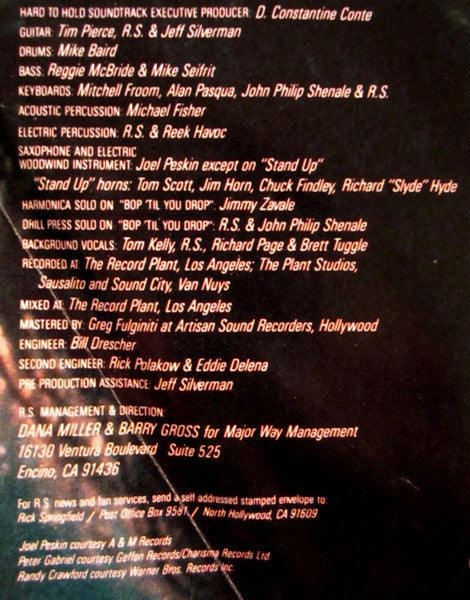 HARD TO HOLD SOUNDTRACK EXECUTIVE PRODUCER: D. Constantine Conte
GUITAR: Tim Pierce, R.S. & Jeff Silverman
DRUMS: Mike Baird
BASS: Reggie McBride & Mike Seifrit
KEYBOARDS: Mitchell Froom, Alan Pasqua, John Philip Shenale & R.S.
ACOUSTIC PERCUSSION: Michael Fisher
ELECTRIC PERCUSSION: R.S. & Reek Havoc
SAXOPHONE AND ELECTRIC
WOODWIND INSTRUMENT: Joel Peskin except on "Stand Up"
"Stand Up" horns: Tom Scott, Jim Horn, Chuck Findley, Richard "Slyde" Hyde
HARMONICA SOLO ON "BOP 'TIL YOU DROP": Jimmy Zavale
DRILL PRESS SOLO ON "BOP 'TIL YOU DROP": R.S. & John Philip Shenale
BACKGROUND VOCALS: Tom Kelly, R.S., Richard Page & Brett Tuggle
RECORDED AT: The Record Plant, Los Angeles; The Plant Studios,
Sausalito and Sound City, Van Nuys
MIXED AT: The Record Plant, Los Angeles
MASTERED BY: Greg Fulginiti at Artisan Sound Recorders, Hollywood
ENGINEER: Bill Drescher
SECOND ENGINEER: Rick Polakow & Eddie Delena
PRE-PRODUCTION ASSISTANCE: Jeff Silverman
R.S. MANAGEMENT & DIRECTION:
DANA MILLER & BARRY GROSS for Major Way Management
16130 Ventura Boulevard Suite 525
Encino, CA 91436
For R.S. news and fan services, send a self addressed stamped envelope to:
Rick Springfield / Post Office Box 9581 / North Hollywood, CA 91609
Joel Peskin courtesy A & M Records
Peter Gabriel courtesy Geffen Records/Charisma Records Ltd.
Randy Crawford courtesy Warner Bros. Records Inc.